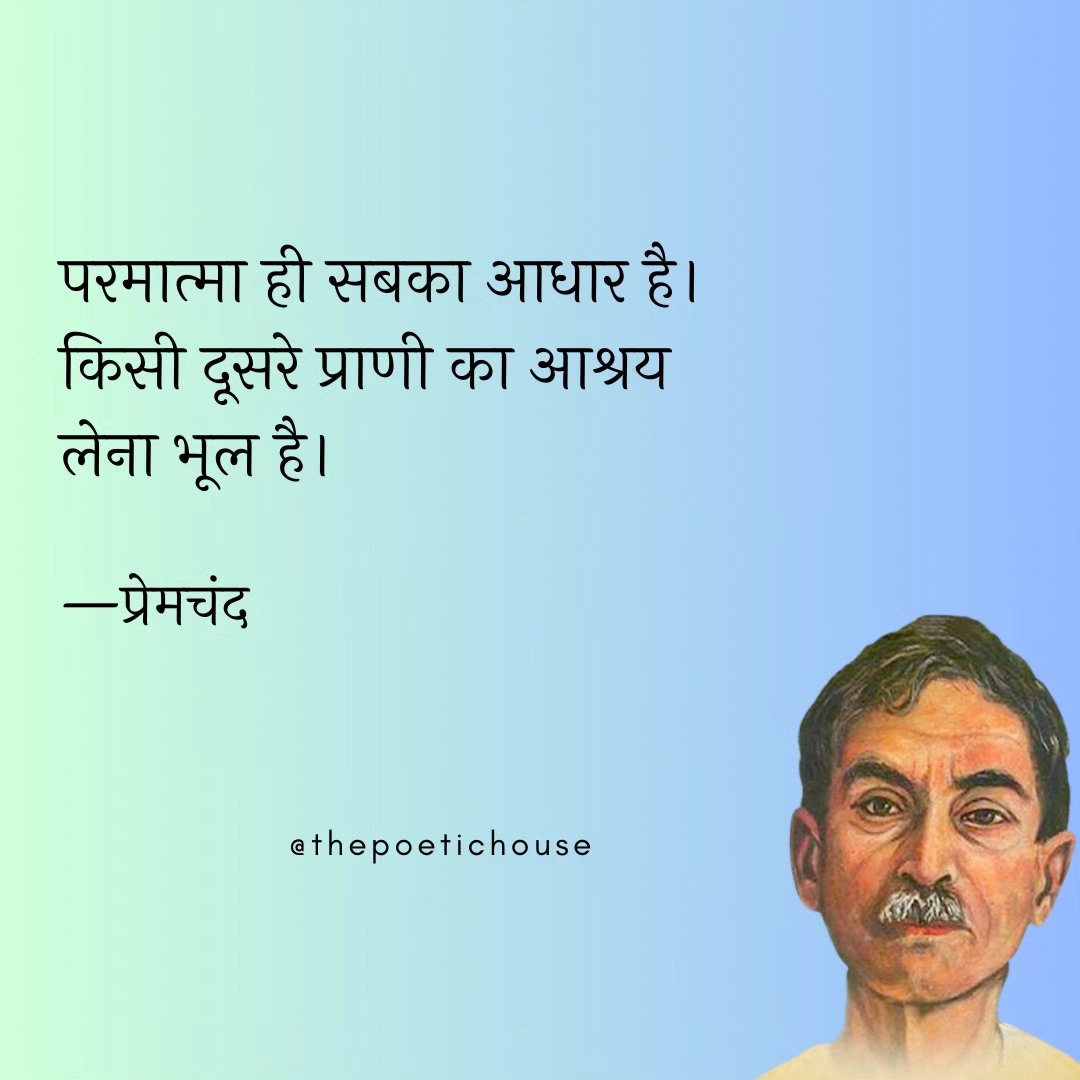 परमात्मा ही सबका आधार है।
किसी दूसरे प्राणी का आश्रय
लेना भूल है।
—प्रेमचंद
@thepoetichouse